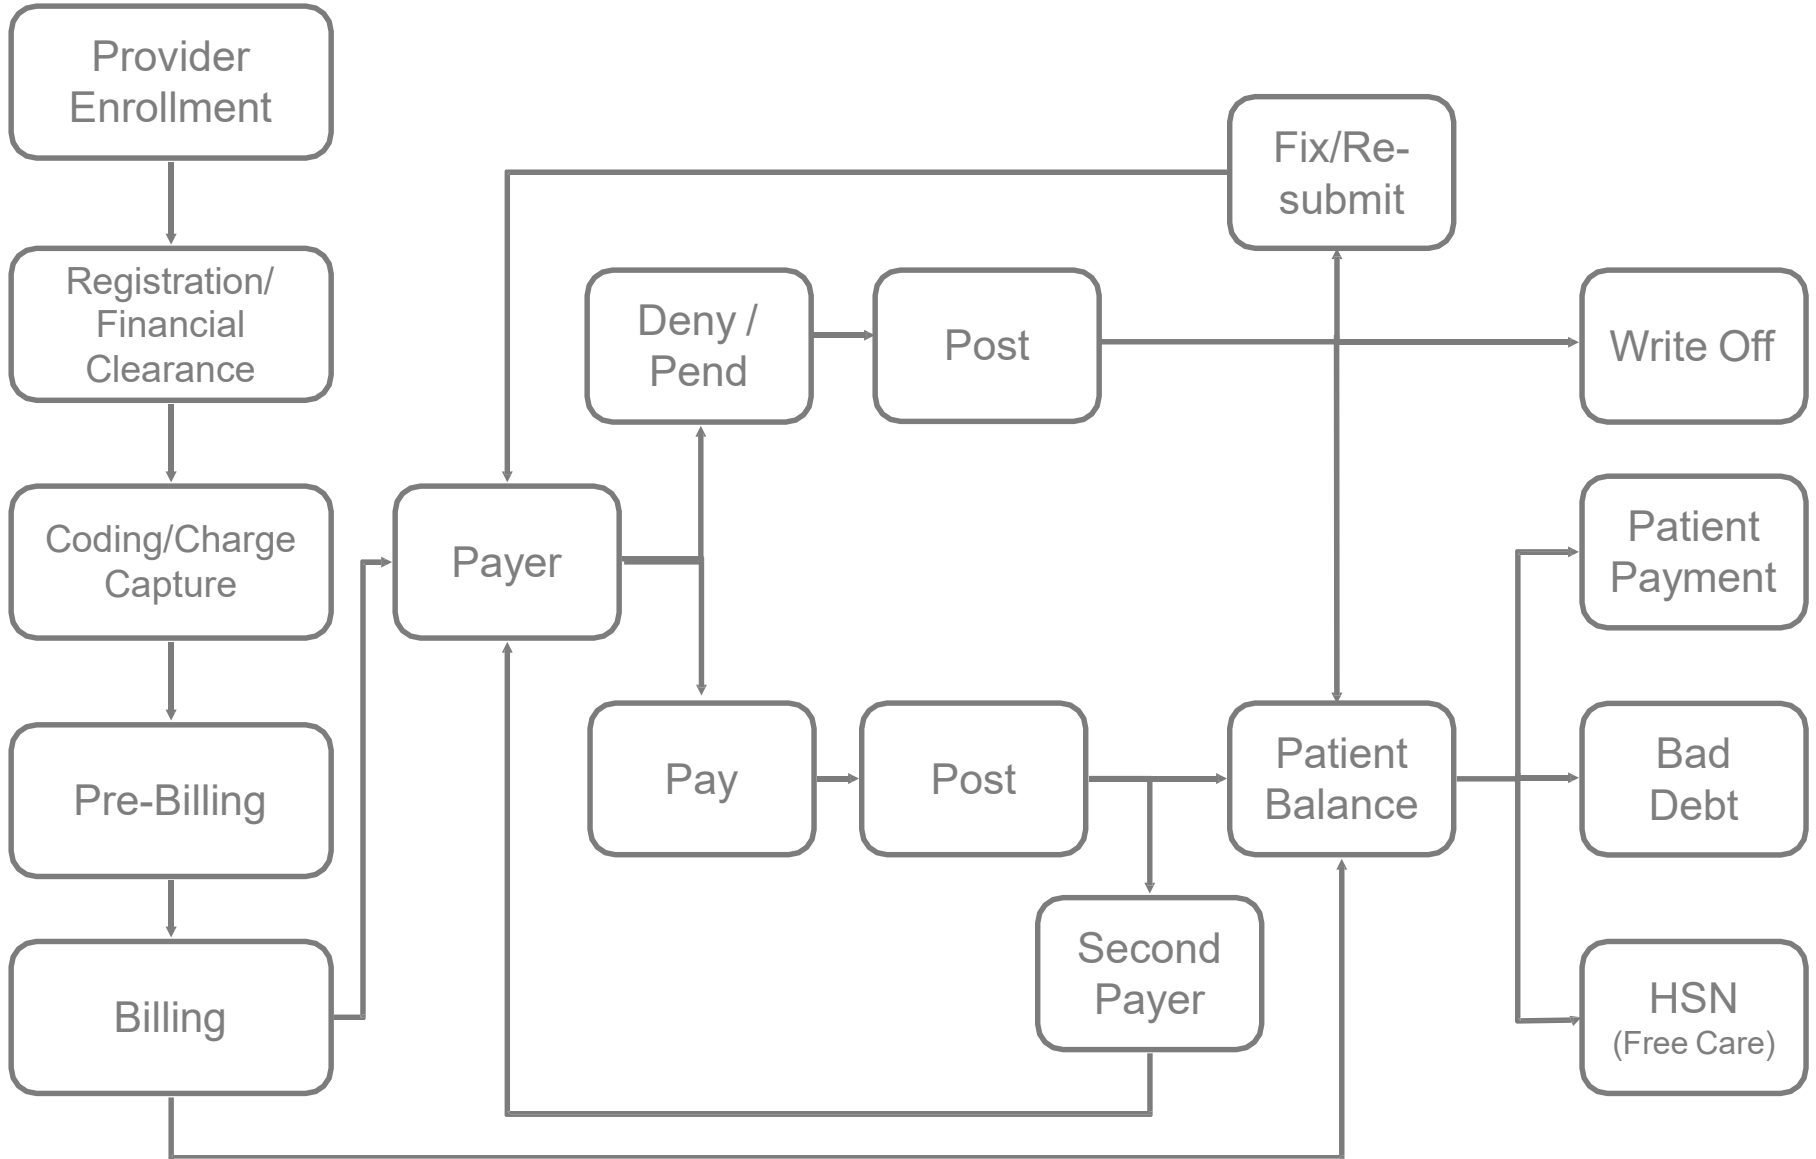 Provider
Enrollment
Registration/
Financial
Clearance
Coding/Charge
Capture
Pre-Billing
Billing
Payer
Deny /
Pend
Post
Fix/Re-
submit
Write Off
Pay
Post
Second
Payer
Patient
Balance
Patient
Payment
Bad
Debt
HSN
(Free Care)